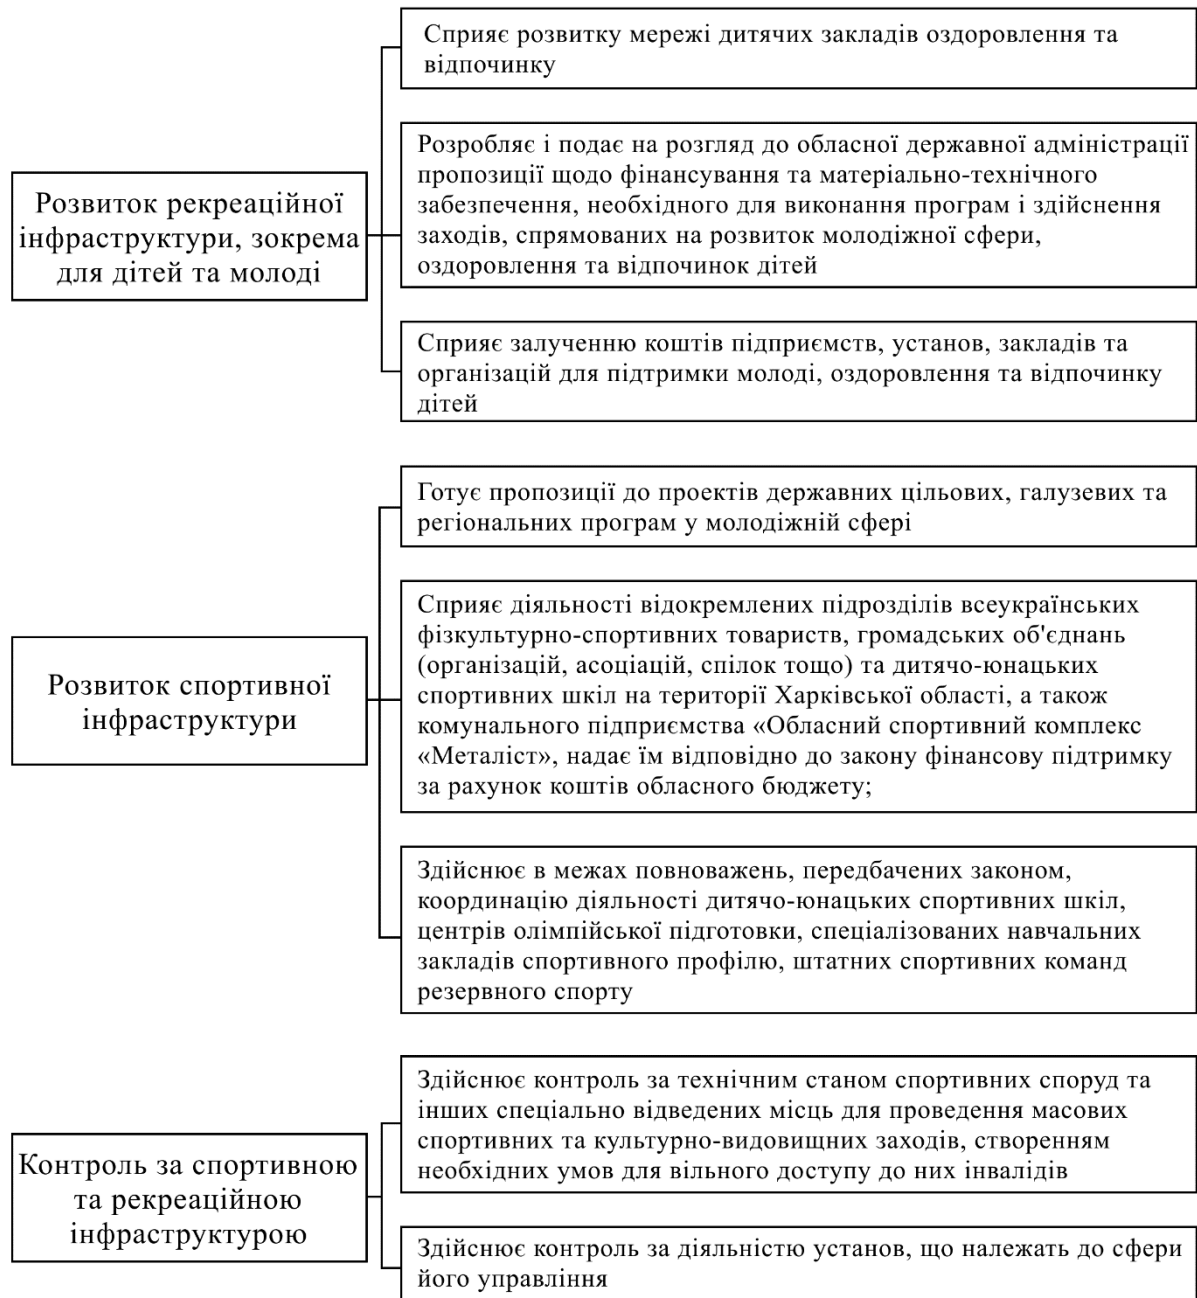 Розвиток рекреаційної
інфраструктури, зокрема
для дітей та молоді
Сприяє розвитку мережі дитячих закладів оздоровлення та
відпочинку
Розробляє і подає на розгляд до обласної державної адміністрації
пропозиції щодо фінансування та матеріально-технічного
забезпечення, необхідного для виконання програм і здійснення
заходів, спрямованих на розвиток молодіжної сфери,
оздоровлення та відпочинок дітей
Сприяє залученню коштів підприємств, установ, закладів та
організацій для підтримки молоді, оздоровлення та відпочинку
дітей
Розвиток спортивної
інфраструктури
Готує пропозиції до проектів державних цільових, галузевих та
регіональних програм у молодіжній сфері
Сприяє діяльності відокремлених підрозділів всеукраїнських
фізкультурно-спортивних товариств, громадських об'єднань
(організацій, асоціацій, спілок тощо) та дитячо-юнацьких
спортивних шкіл на території Харківської області, а також
комунального підприємства «Обласний спортивний комплекс
«Металіст», надає їм відповідно до закону фінансову підтримку
за рахунок коштів обласного бюджету;
Здійснює в межах повноважень, передбачених законом,
координацію діяльності дитячо-юнацьких спортивних шкіл,
центрів олімпійської підготовки, спеціалізованих навчальних
закладів спортивного профілю, штатних спортивних команд
резервного спорту
Контроль за спортивною
та рекреаційною
інфраструктурою
Здійснює контроль за технічним станом спортивних споруд та
інших спеціально відведених місць для проведення масових
спортивних та культурно-видовищних заходів, створенням
необхідних умов для вільного доступу до них інвалідів
Здійснює контроль за діяльністю установ, що належать до сфери
його управління